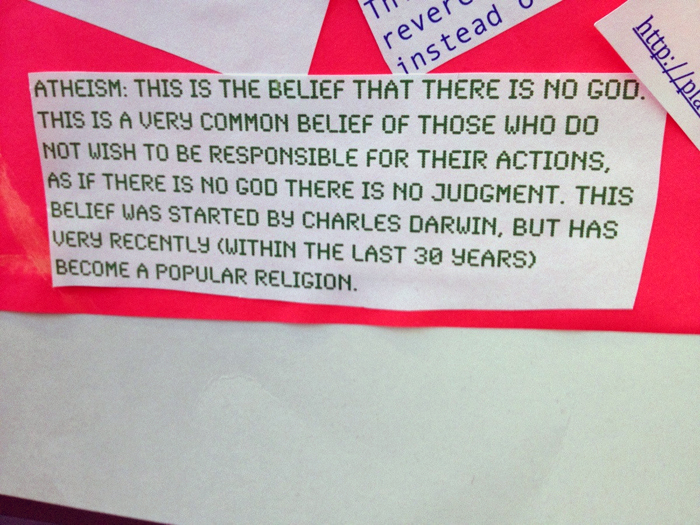 revere
instead
http://pla
ATHEISM: THIS IS THE BELIEF THAT THERE IS NO GOD.
THIS IS A VERY COMMON BELIEF OF THOSE WHO DO
NOT WISH TO BE RESPONSIBLE FOR THEIR ACTIONS,
AS IF THERE IS NO GOD THERE IS NO JUDGMENT. THIS
BELIEF WAS STARTED BY CHARLES DARWIN, BUT HAS
VERY RECENTLY (WITHIN THE LAST 30 YEARS)
BECOME A POPULAR RELIGION.